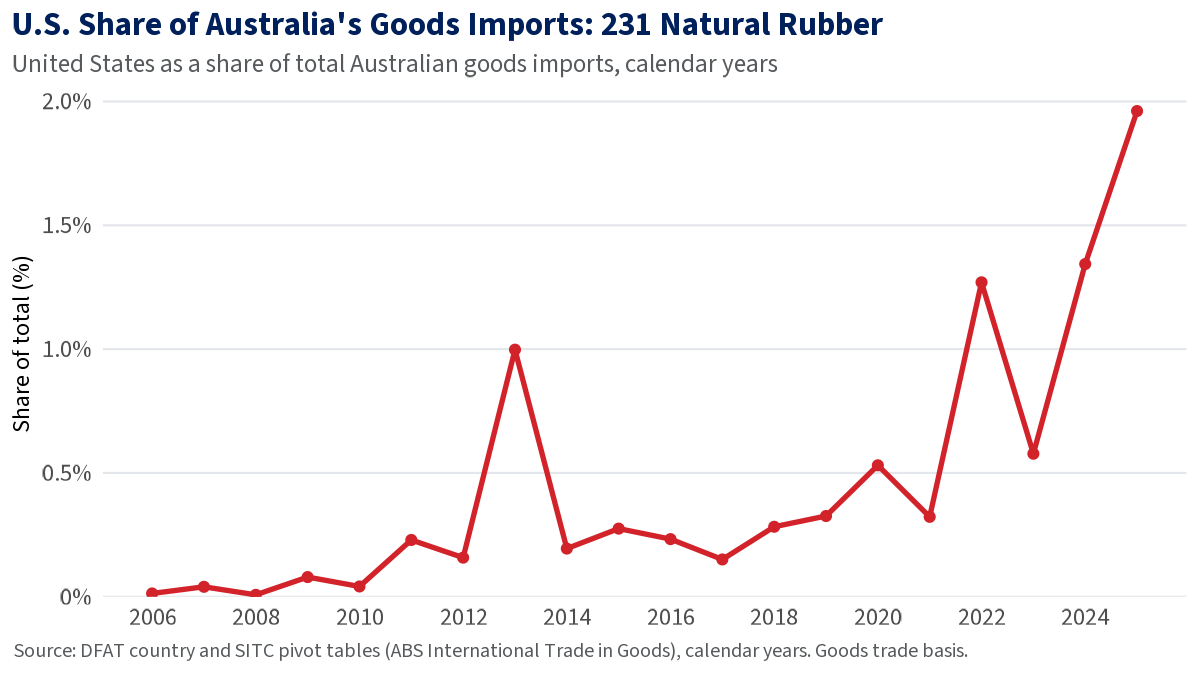 U.S. Share of Australia's Goods Imports: 231 Natural Rubber
United States as a share of total Australian goods imports, calendar years
2.0%
1.5%
1.0%
0.5%
0%
Share of total (%)
2006 2008 2010 2012 2014 2016 2018 2020 2022 2024
Source: DFAT country and SITC pivot tables (ABS International Trade in Goods), calendar years. Goods trade basis.